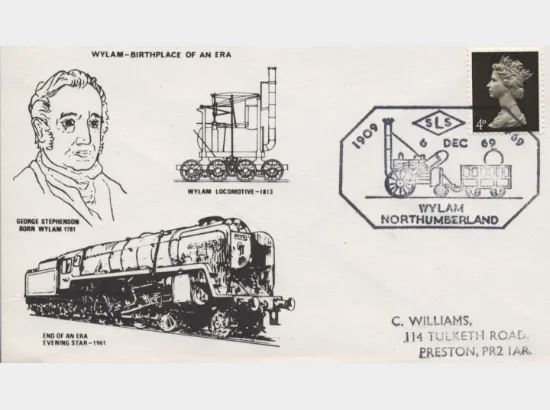 WYLAM-BIRTHPLACE OF AN ERA
4D
1909 SLS 69
6 DEC 69
WYLAM
NORTHUMBERLAND
WYLAM LOCOMOTIVE-1813
GEORGE STEPHENSON
BORN WYLAM 1781
END OF AN ERA
EVENING STAR-1961
C. WILLIAMS,
114 TULKETH ROAD,
PRESTON, PR2 1AR.